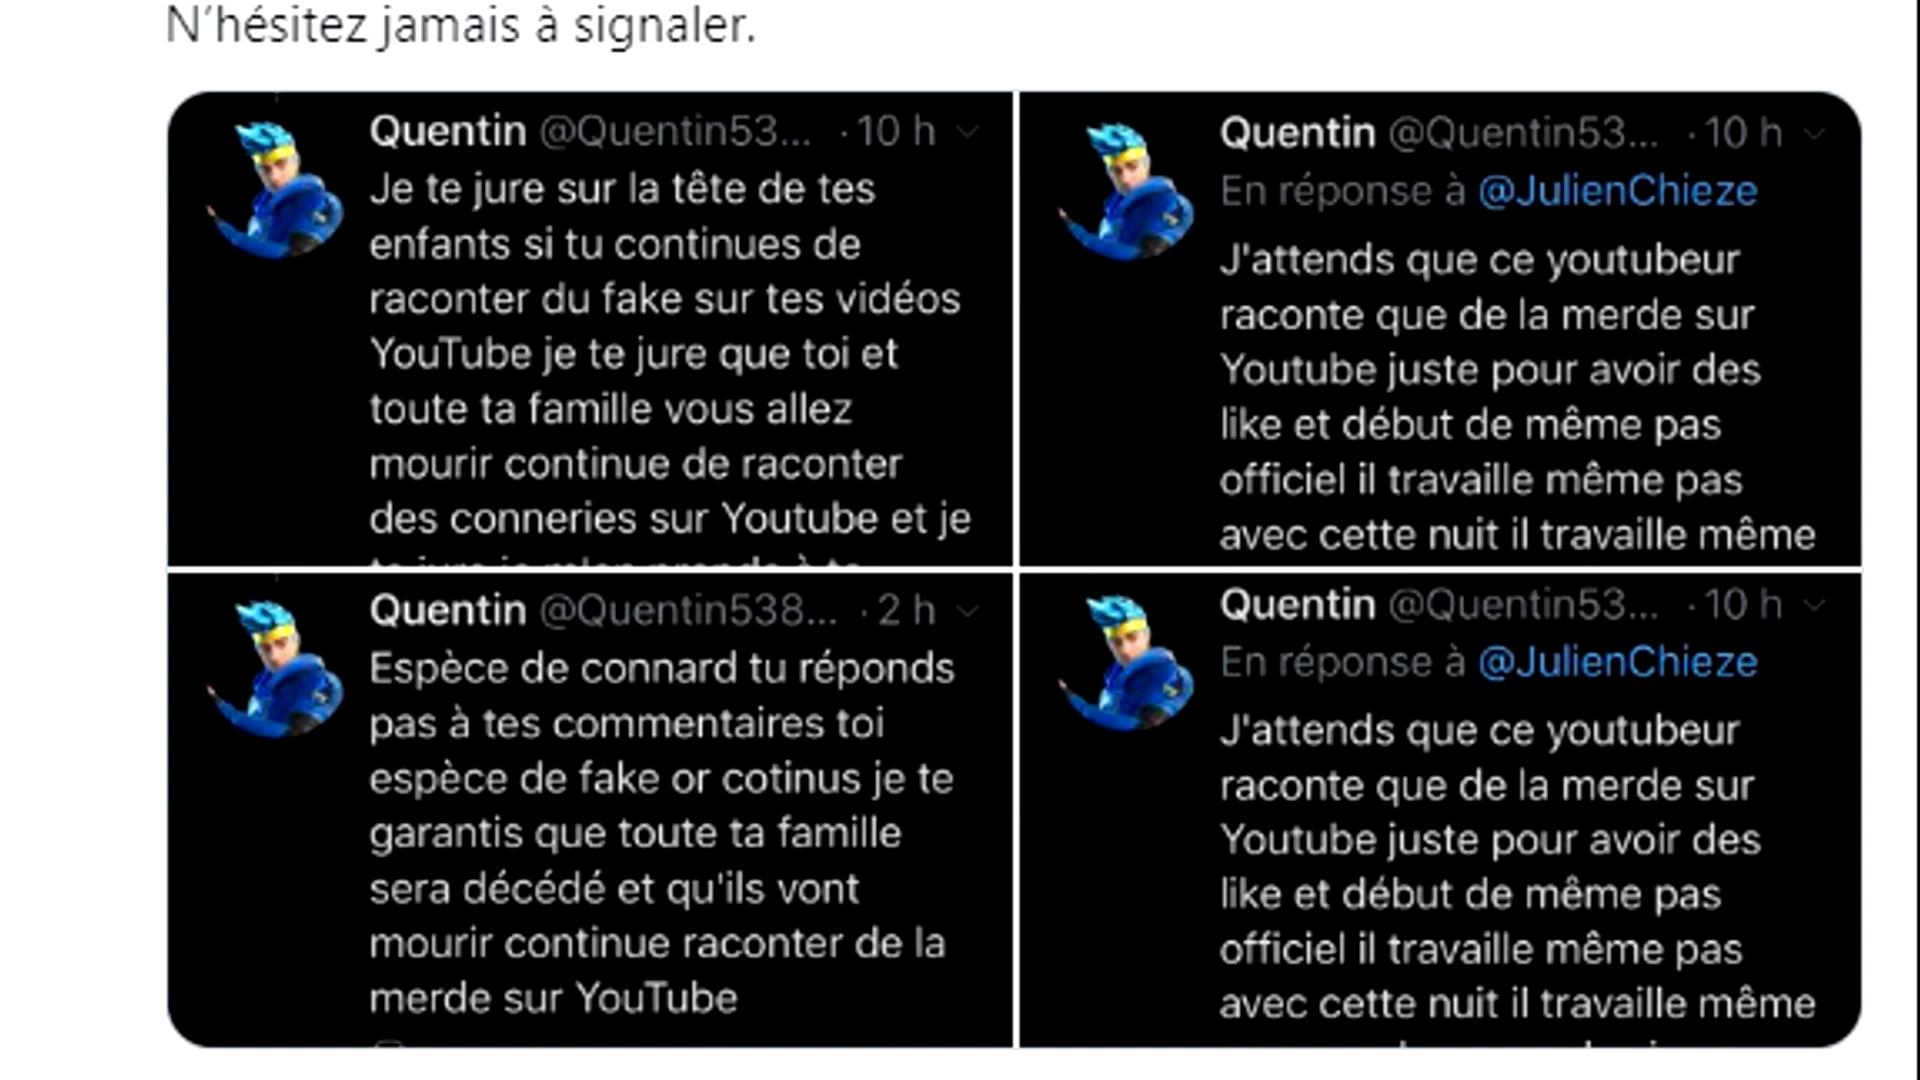 N'hésitez jamais à signaler.
Quentin @Quentin53... · 10 h
Je te jure sur la tête de tes
enfants si tu continues de
raconter du fake sur tes vidéos
YouTube je te jure que toi et
toute ta famille vous allez
mourir continue de raconter
des conneries sur Youtube et je
Quentin @Quentin53... · 10 h
En réponse à @JulienChieze
J'attends que ce youtubeur
raconte que de la merde sur
Youtube juste pour avoir des
like et début de même pas
officiel il travaille même pas
avec cette nuit il travaille même
Quentin @Quentin538... · 2 h
Espèce de connard tu réponds
pas à tes commentaires toi
espèce de fake or cotinus je te
garantis que toute ta famille
sera décédé et qu'ils vont
mourir continue raconter de la
merde sur YouTube
Quentin @Quentin53... · 10 h
En réponse à @JulienChieze
J'attends que ce youtubeur
raconte que de la merde sur
Youtube juste pour avoir des
like et début de même pas
officiel il travaille même pas
avec cette nuit il travaille même